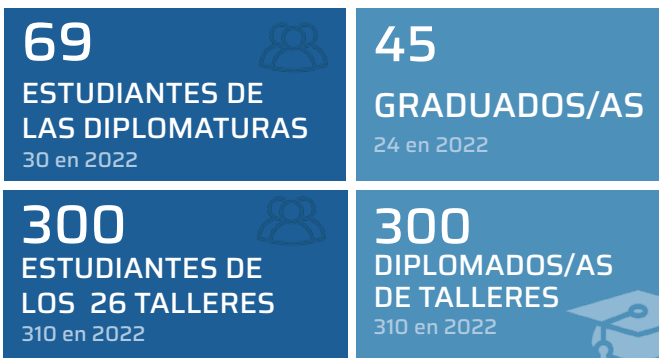 69
ESTUDIANTES DE
LAS DIPLOMATURAS
30 en 2022
45
GRADUADOS/AS
24 en 2022
300
ESTUDIANTES DE
LOS 26 TALLERES
310 en 2022
300
DIPLOMADOS/AS
DE TALLERES
310 en 2022